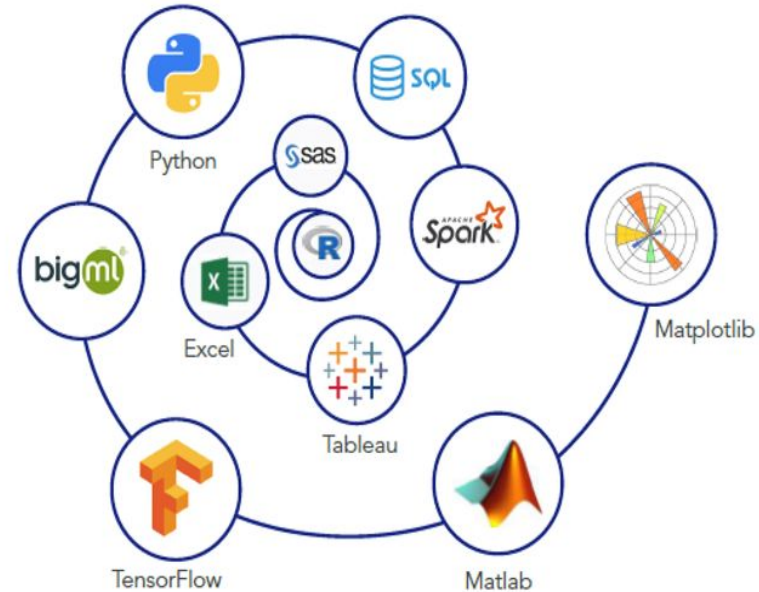 SQL
Python
sas
APACHE
Spark
R
bigml
X
Excel
Matplotlib
Tableau
TensorFlow
Matlab